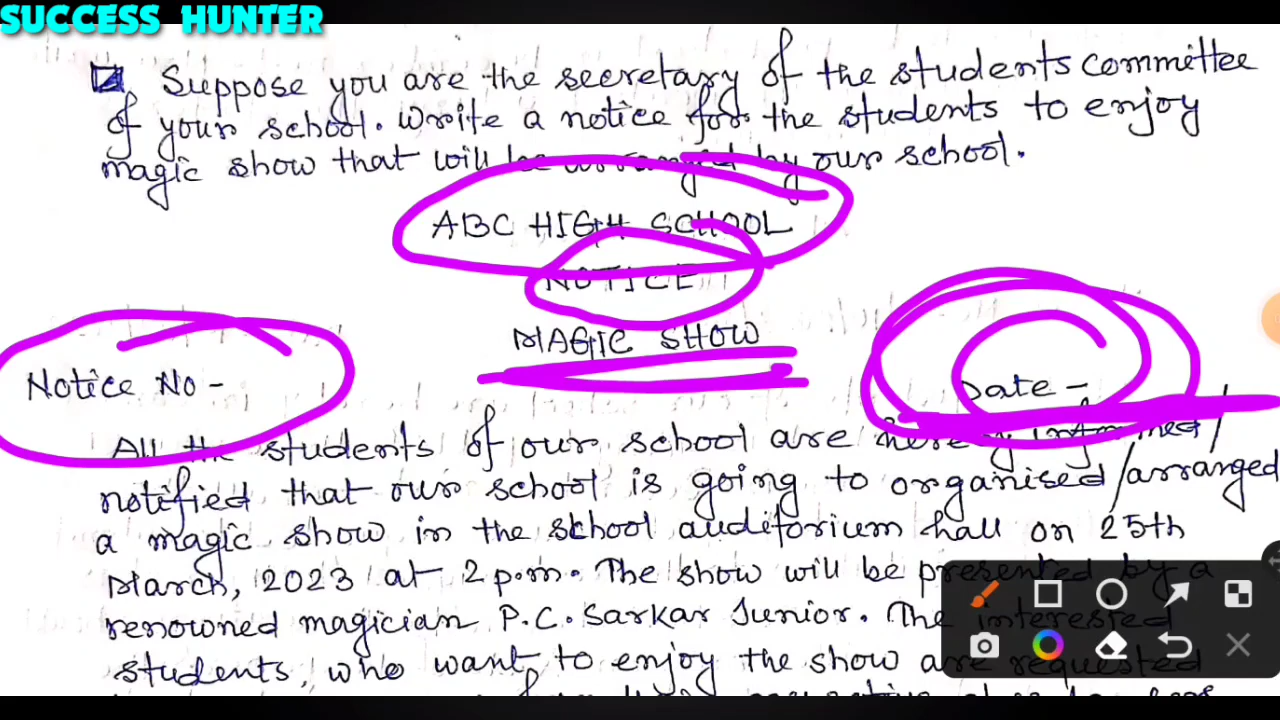 SUCCESS HUNTER
Suppose you are the secretary of the students committee
of your school. Write a notice for the students to enjoy
magic show that will be arranged by our school.
ABC HIGH SCHOOL
NOTICE
MAGIC SHOW
Notice No -
Date -
All the students of our school are hereby informed/
notified that our school is going to organised/arranged
a magic show in the school auditorium hall on 25th
March, 2023 at 2 p.m. The show will be presented by a
renowned magician P.C. Sarkar Junior. The interested
students, who want to enjoy the show are requested